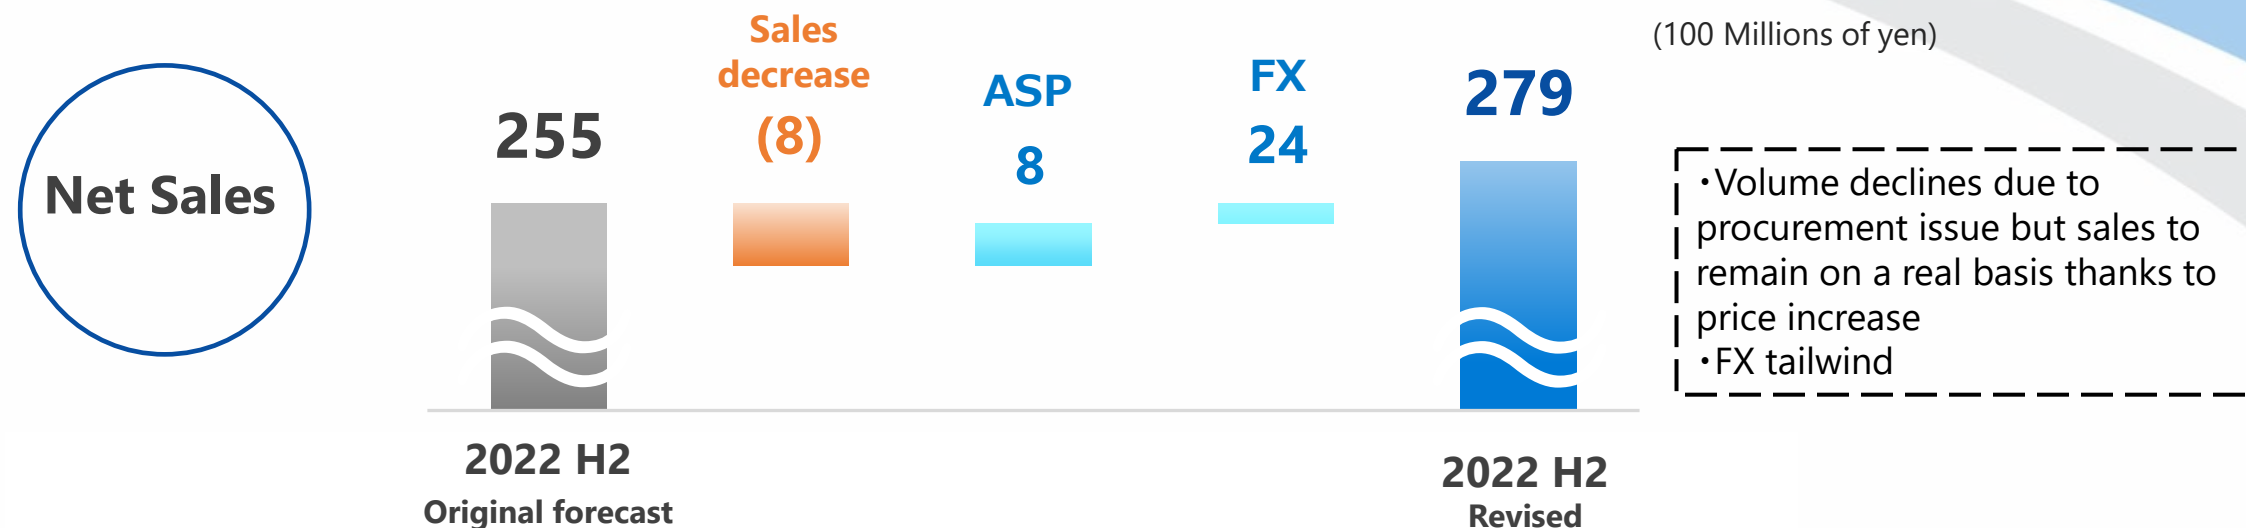 (100 Millions of yen)
Net Sales
255
Sales
decrease
(8)
ASP
8
FX
24
279
・Volume declines due to
procurement issue but sales to
remain on a real basis thanks to
price increase
・FX tailwind
2022 H2
Original forecast
2022 H2
Revised